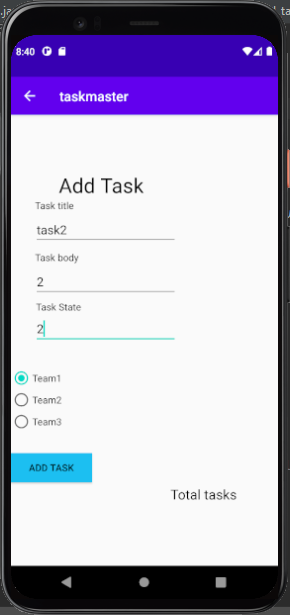 8:40
taskmaster
Add Task
Task title
task2
Task body
2
Task State
2
Team1
Team2
Team3
ADD TASK
Total tasks